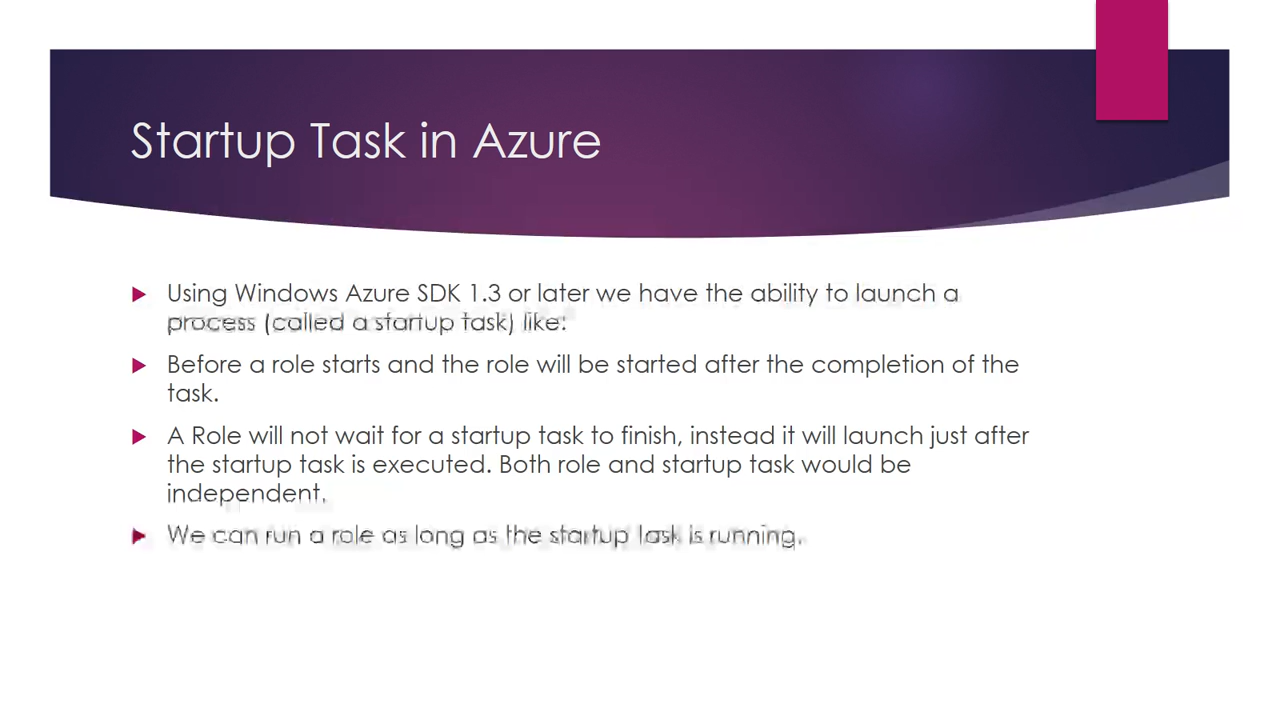 Startup Task in Azure
Using Windows Azure SDK 1.3 or later we have the ability to launch a
process (called a startup task) like:
Before a role starts and the role will be started after the completion of the
task.
A Role will not wait for a startup task to finish, instead it will launch just after
the startup task is executed. Both role and startup task would be
independent.
We can run a role as long as the startup task is running.